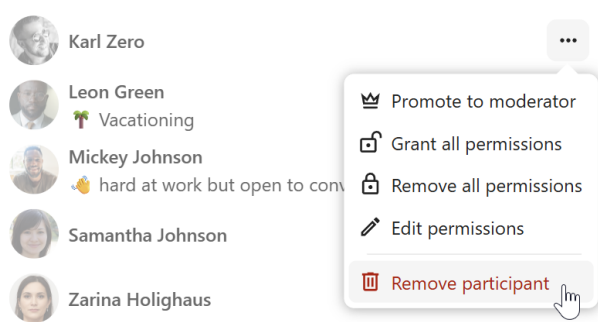 Karl Zero
Leon Green
🌴 Vacationing
Mickey Johnson
👋 hard at work but open to conv
Samantha Johnson
Zarina Holighaus
Promote to moderator
Grant all permissions
Remove all permissions
Edit permissions
Remove participant